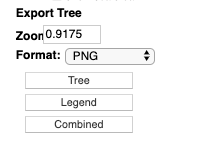 Export Tree
Zoom 0.9175
Format: PNG
Tree
Legend
Combined